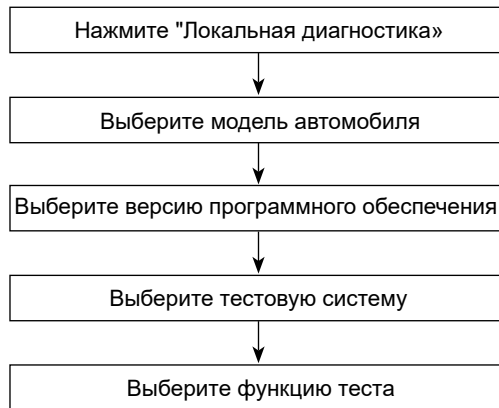 Нажмите "Локальная диагностика»
Выберите модель автомобиля
Выберите версию программного обеспечения
Выберите тестовую систему
Выберите функцию теста